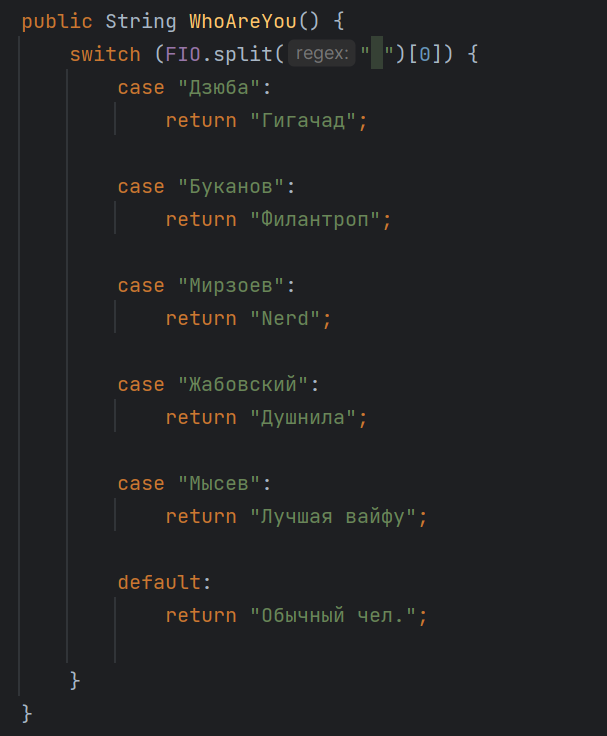 public String WhoAreYou() {
switch (FIO.split( regex: " ")[0]) {
case "Дзюба":
return "Гигачад";
case "Буканов":
return "Филантроп";
case "Мирзоев":
return "Nerd";
case "Жабовский":
return "Душнила";
case "Мысев":
return "Лучшая вайфу";
default:
return "Обычный чел.";
}
}